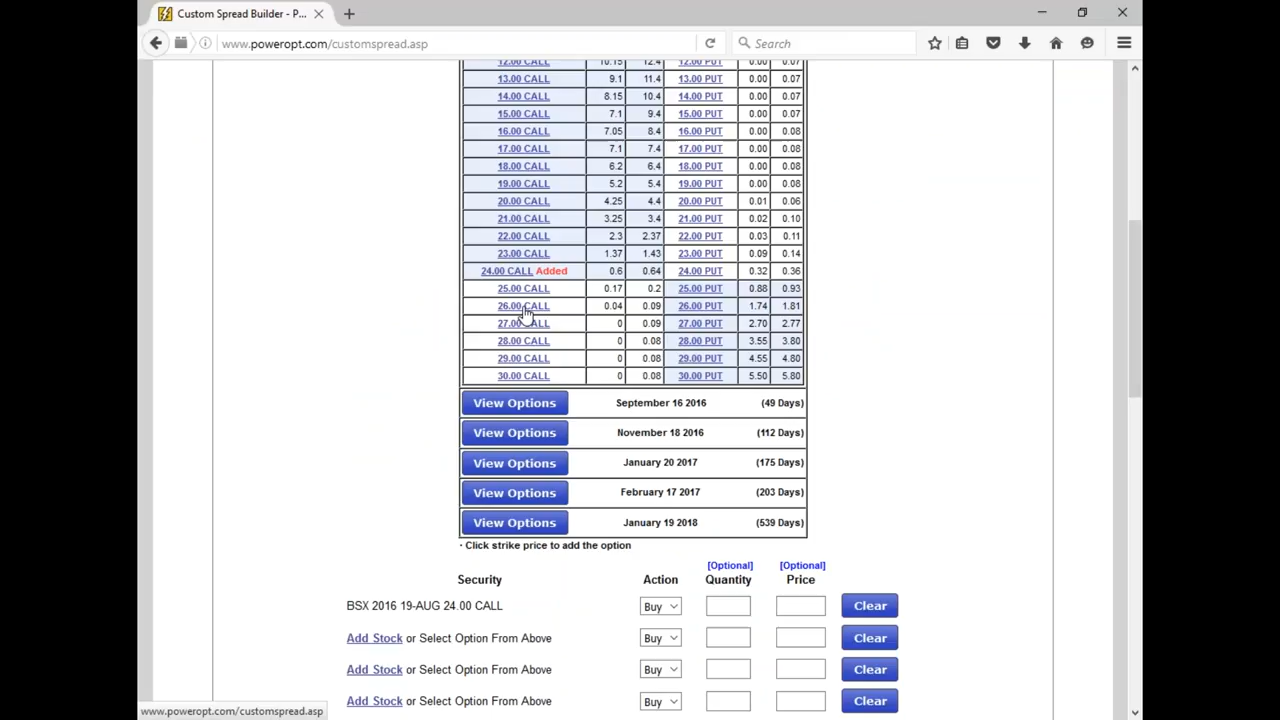 Custom Spread Builder - P...
www.poweropt.com/customspread.asp
Search
12.00 CALL 10.15 12.4 12.00 PUT 0.00 0.07
13.00 CALL 9.1 11.4 13.00 PUT 0.00 0.07
14.00 CALL 8.15 10.4 14.00 PUT 0.00 0.07
15.00 CALL 7.1 9.4 15.00 PUT 0.00 0.07
16.00 CALL 7.05 8.4 16.00 PUT 0.00 0.08
17.00 CALL 7.1 7.4 17.00 PUT 0.00 0.08
18.00 CALL 6.2 6.4 18.00 PUT 0.00 0.08
19.00 CALL 5.2 5.4 19.00 PUT 0.00 0.08
20.00 CALL 4.25 4.4 20.00 PUT 0.01 0.06
21.00 CALL 3.25 3.4 21.00 PUT 0.02 0.10
22.00 CALL 2.3 2.37 22.00 PUT 0.03 0.11
23.00 CALL 1.37 1.43 23.00 PUT 0.09 0.14
24.00 CALL Added 0.6 0.64 24.00 PUT 0.32 0.36
25.00 CALL 0.17 0.2 25.00 PUT 0.88 0.93
26.00 CALL 0.04 0.09 26.00 PUT 1.74 1.81
27.00 CALL 0 0.09 27.00 PUT 2.70 2.77
28.00 CALL 0 0.08 28.00 PUT 3.55 3.80
29.00 CALL 0 0.08 29.00 PUT 4.55 4.80
30.00 CALL 0 0.08 30.00 PUT 5.50 5.80
View Options September 16 2016 (49 Days)
View Options November 18 2016 (112 Days)
View Options January 20 2017 (175 Days)
View Options February 17 2017 (203 Days)
View Options January 19 2018 (539 Days)
· Click strike price to add the option
[Optional] [Optional]
Security Action Quantity Price
BSX 2016 19-AUG 24.00 CALL Buy Clear
Add Stock or Select Option From Above Buy Clear
Add Stock or Select Option From Above Buy Clear
Add Stock or Select Option From Above Buy Clear
www.poweropt.com/customspread.asp